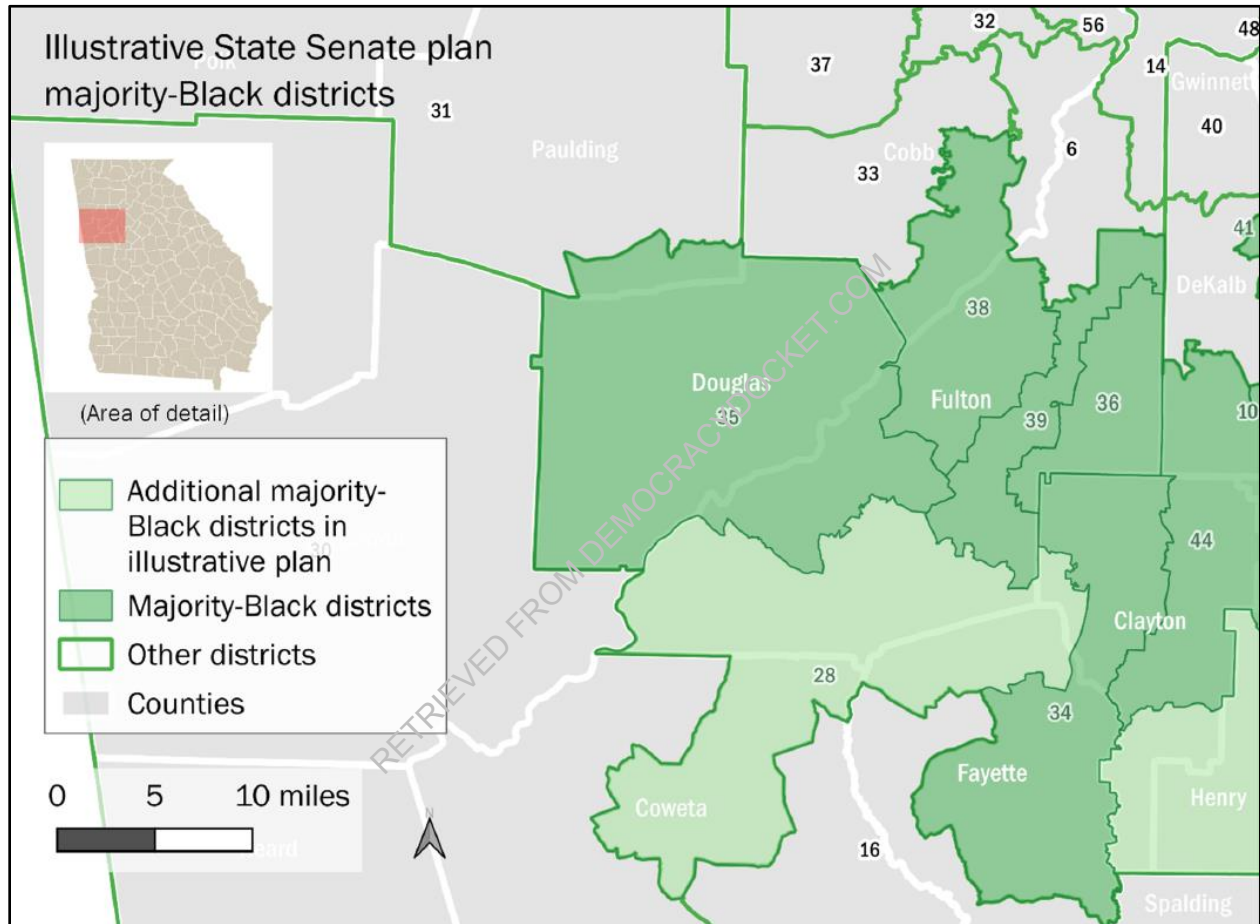 Illustrative State Senate plan
majority-Black districts
Polk
31
Paulding
37
32
56
48
14
Gwinnett
40
Cobb
33
6
41
DeKalb
38
Douglas
35
Fulton
39
36
10
(Area of detail)
Additional majority-
Black districts in
illustrative plan
30
Majority-Black districts
Other districts
Counties
44
Clayton
28
34
Fayette
Coweta
Henry
16
Spalding
0 5 10 miles
Heard
N
RETRIEVED FROM DEMOCRACYDOCKET.COM